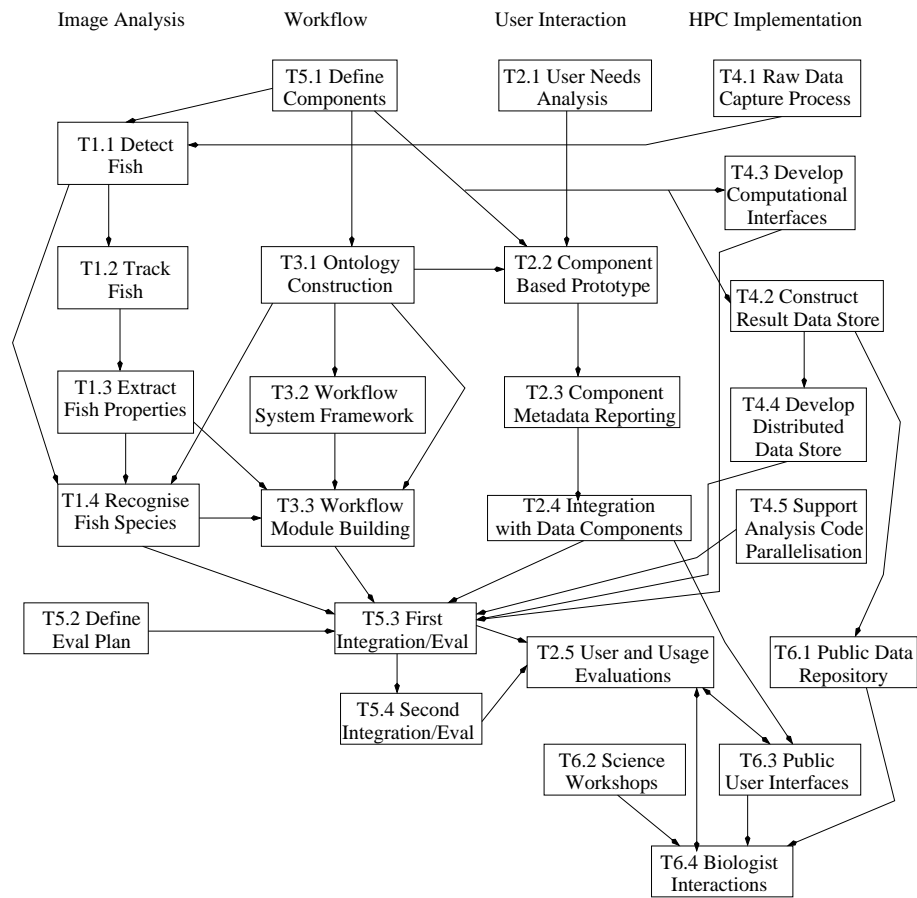 Image Analysis
Workflow
User Interaction
HPC Implementation
T5.1 Define
Components
T2.1 User Needs
Analysis
T4.1 Raw Data
Capture Process
T1.1 Detect
Fish
T4.3 Develop
Computational
Interfaces
T1.2 Track
Fish
T3.1 Ontology
Construction
T2.2 Component
Based Prototype
T4.2 Construct
Result Data Store
T1.3 Extract
Fish Properties
T3.2 Workflow
System Framework
T2.3 Component
Metadata Reporting
T4.4 Develop
Distributed
Data Store
T1.4 Recognise
Fish Species
T3.3 Workflow
Module Building
T2.4 Integration
with Data Components
T4.5 Support
Analysis Code
Parallelisation
T5.2 Define
Eval Plan
T5.3 First
Integration/Eval
T2.5 User and Usage
Evaluations
T6.1 Public Data
Repository
T5.4 Second
Integration/Eval
T6.2 Science
Workshops
T6.3 Public
User Interfaces
T6.4 Biologist
Interactions